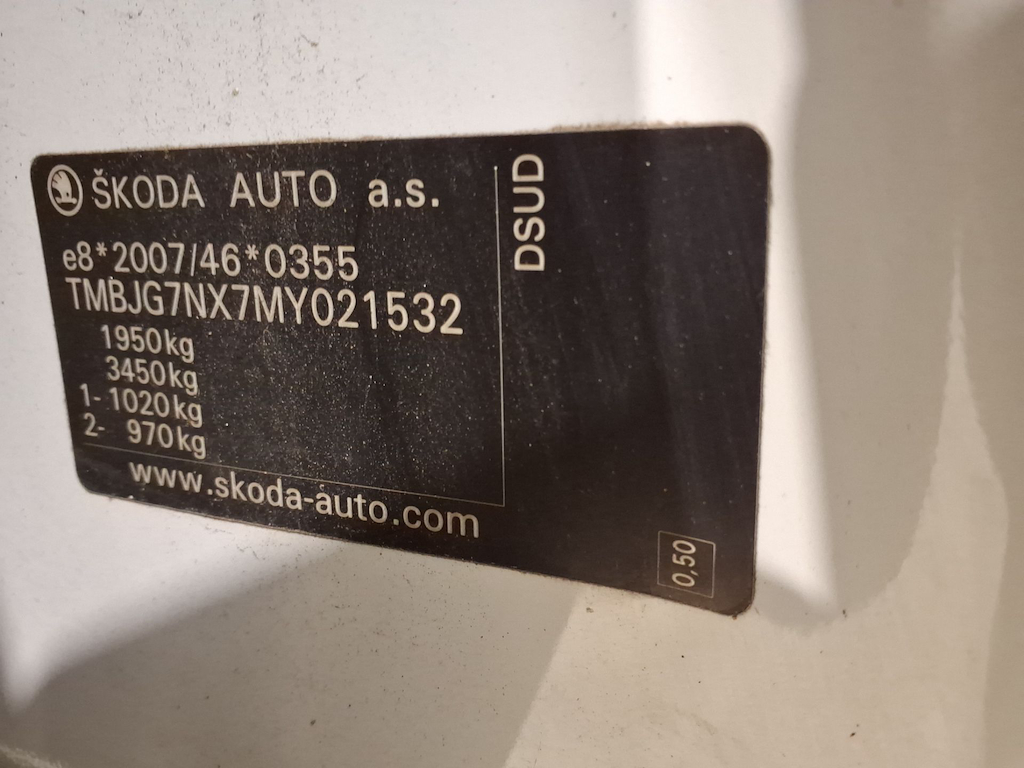 ŠKODA AUTO a.s.
e8*2007/46*0355
TMBJG7NX7MY021532
1950kg
3450kg
1- 1020kg
2- 970kg
www.skoda-auto.com
DSUD
0,50